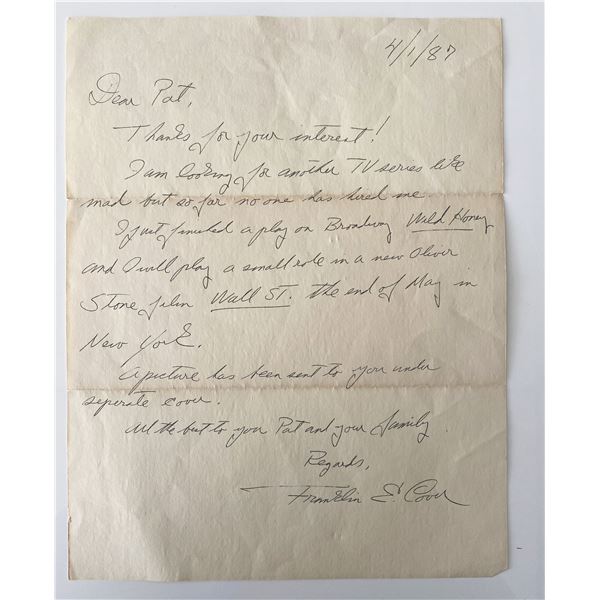 4/1/87
Dear Pat,
Thanks for your interest!
I am looking for another TV series like
mad but so far no one has hired me.
I just finished a play on Broadway Wild Honey
and I will play a small role in a new Oliver
Stone film Wall ST. the end of May in
New York.
A picture has been sent to you under
seperate cover.
All the best to you Pat and your family.
Regards,
Franklin E. Cover